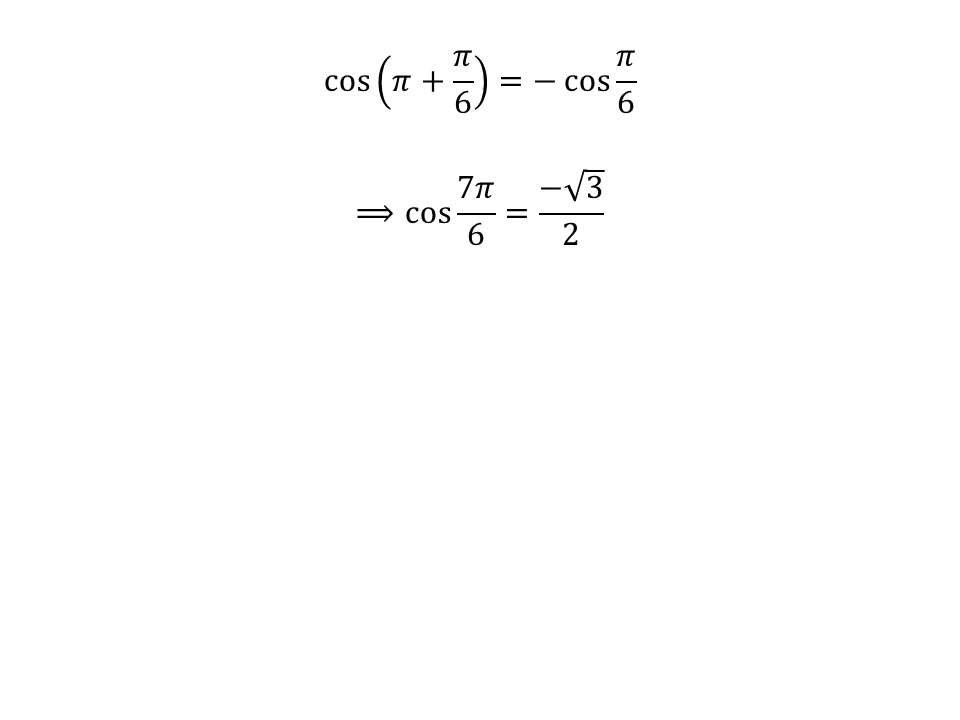 cos(π + π/6) = − cos π/6
⟹ cos 7π/6 = −√3/2